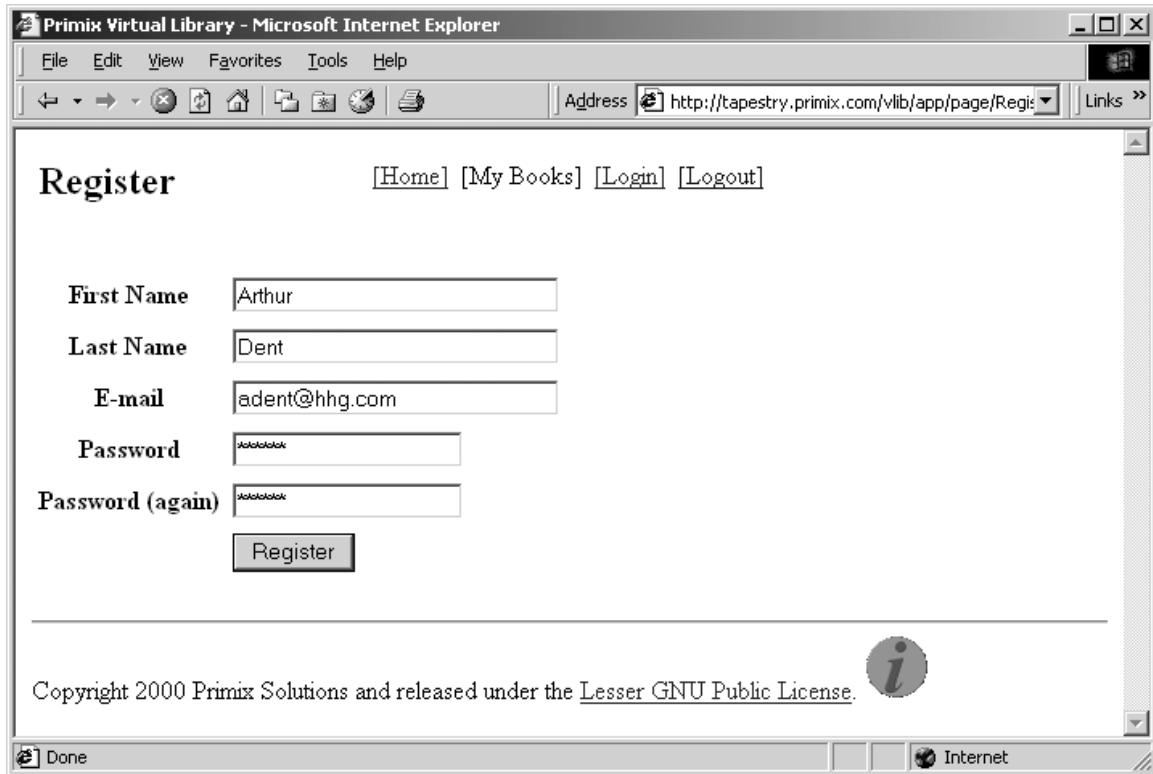 Primix Virtual Library - Microsoft Internet Explorer
File Edit View Favorites Tools Help
Address http://tapestry.primix.com/vlib/app/page/Regis Links »
Register [Home] [My Books] [Login] [Logout]
First Name Arthur
Last Name Dent
E-mail adent@hhg.com
Password *******
Password (again) *******
Register
Copyright 2000 Primix Solutions and released under the Lesser GNU Public License. i
Done Internet